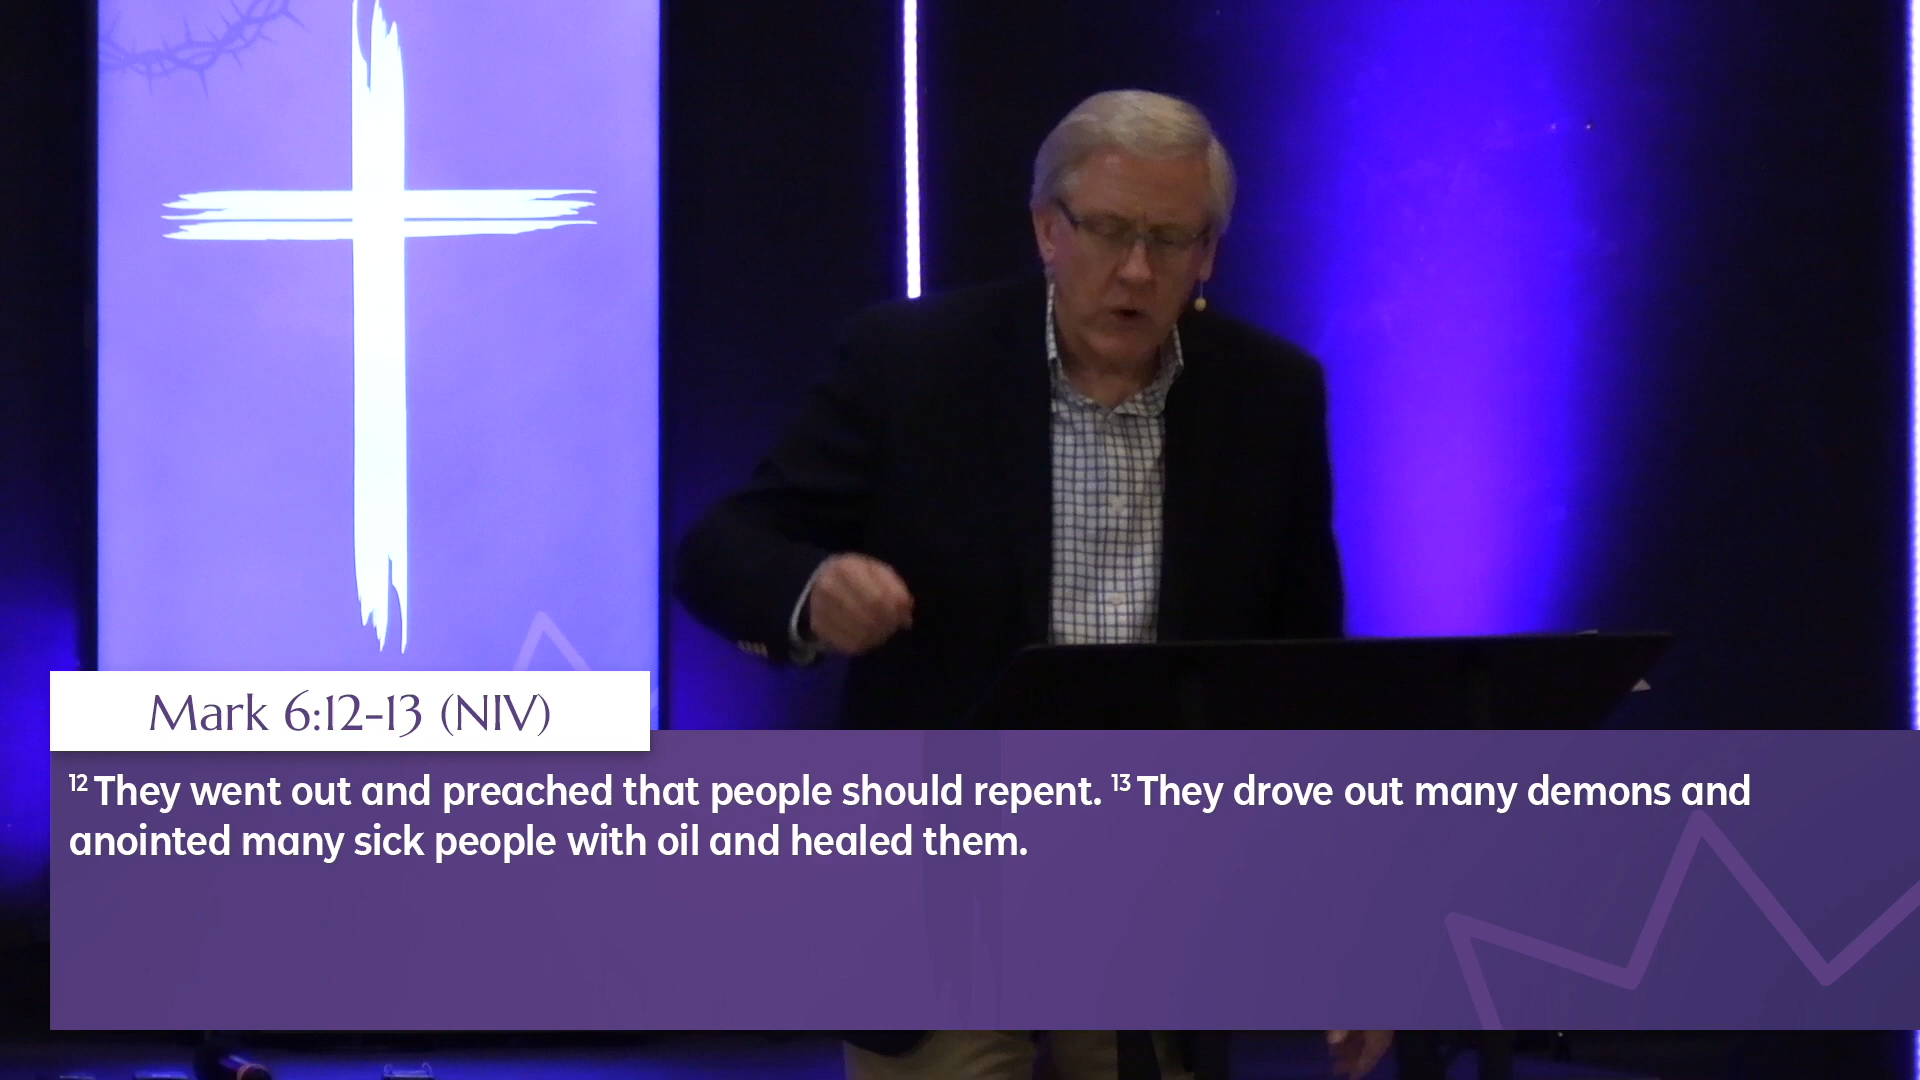 Mark 6:12-13 (NIV)
12 They went out and preached that people should repent. 13 They drove out many demons and
anointed many sick people with oil and healed them.